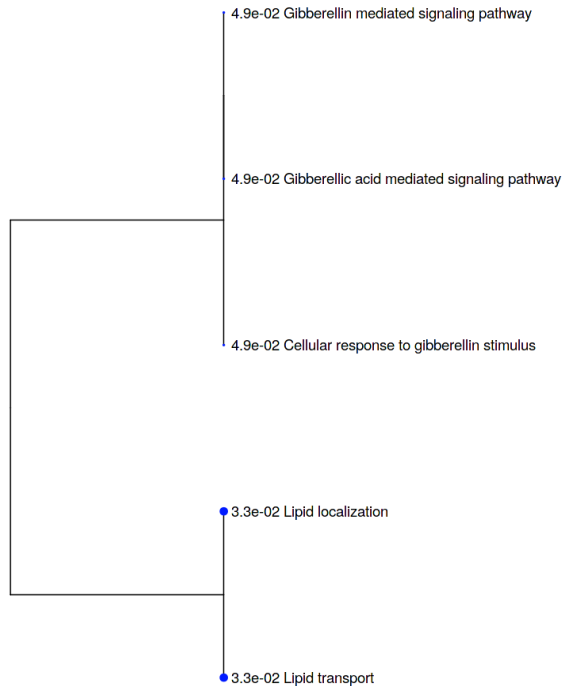 4.9e-02 Gibberellin mediated signaling pathway
4.9e-02 Gibberellic acid mediated signaling pathway
4.9e-02 Cellular response to gibberellin stimulus
3.3e-02 Lipid localization
3.3e-02 Lipid transport